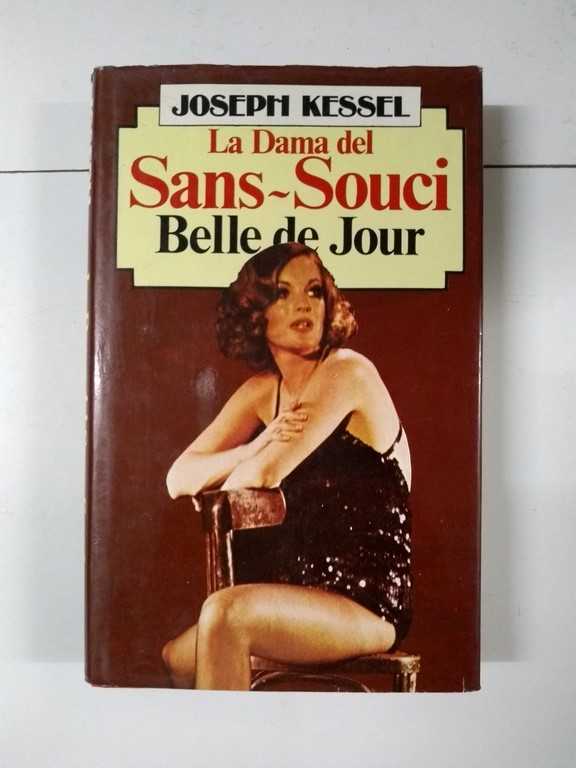 JOSEPH KESSEL
La Dama del
Sans~Souci
Belle de Jour